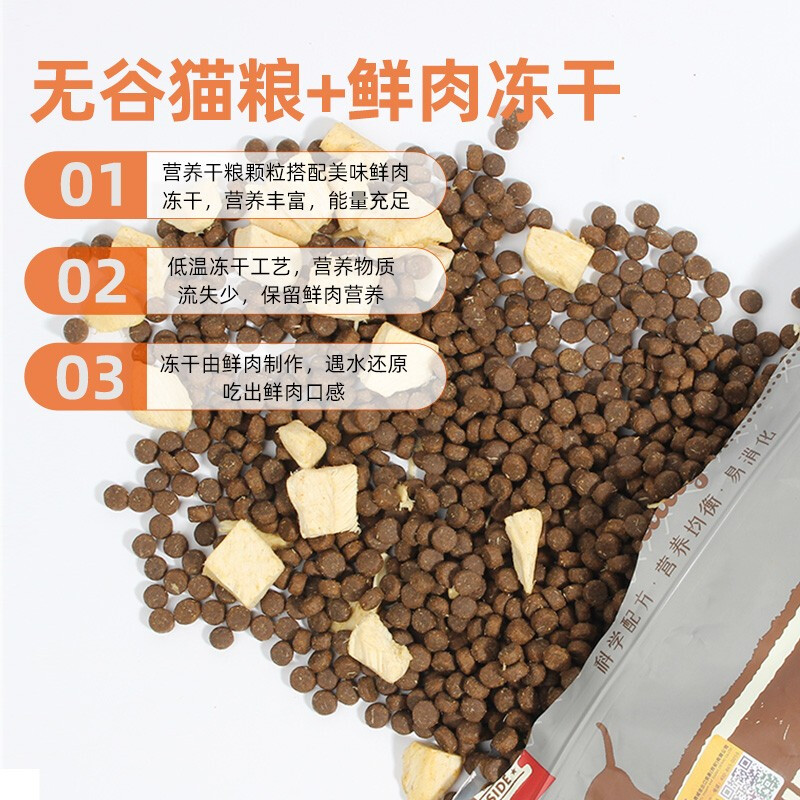 无谷猫粮+鲜肉冻干
01
营养干粮颗粒搭配美味鲜肉
冻干，营养丰富，能量充足
02
低温冻干工艺，营养物质
流失少，保留鲜肉营养
03
冻干由鲜肉制作，遇水还原
吃出鲜肉口感
科学配方·营养均衡·易消化
SIDE